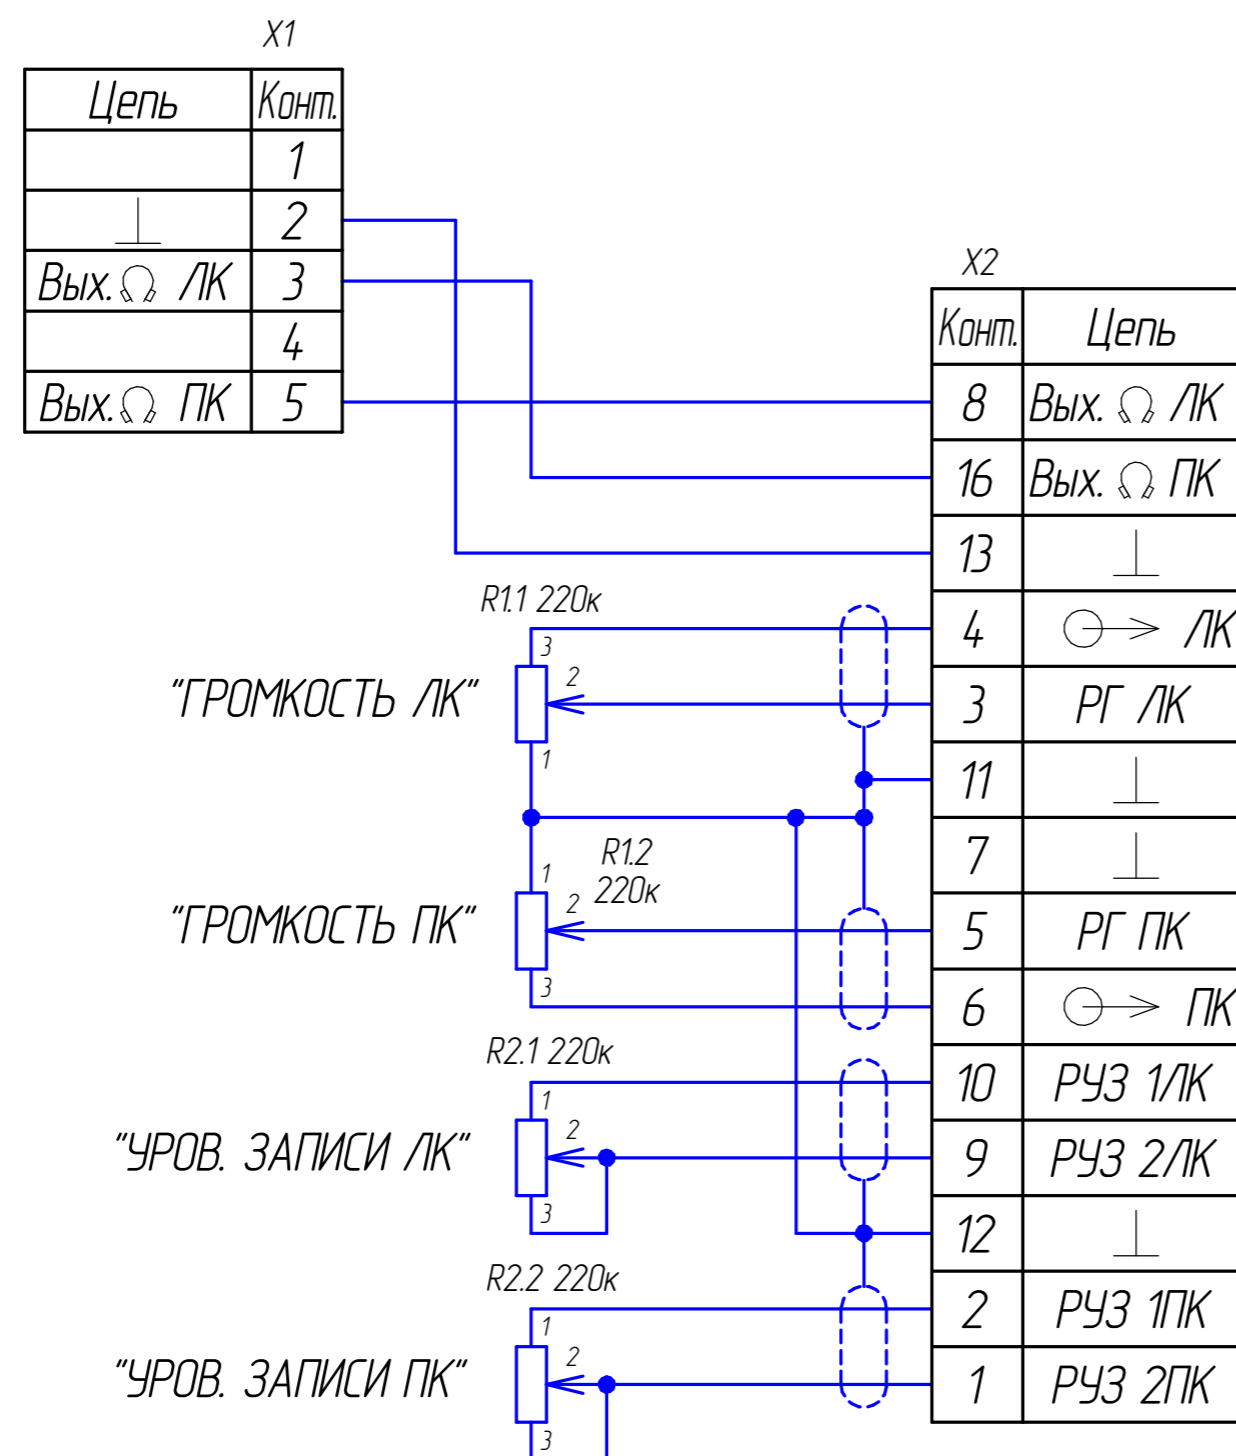 X1
Цепь Конт.
1
⊥ 2
Вых. Ω ЛК 3
4
Вых. Ω ПК 5
X2
Конт. Цепь
8 Вых. Ω ЛК
16 Вых. Ω ПК
13 ⊥
4 ЛК
3 РГ ЛК
11 ⊥
7 ⊥
5 РГ ПК
6 ПК
10 РУЗ 1/ЛК
9 РУЗ 2/ЛК
12 ⊥
2 РУЗ 1ПК
1 РУЗ 2ПК
R1.1 220к
3
2
"ГРОМКОСТЬ ЛК"
1
R1.2
220к
1
2
"ГРОМКОСТЬ ПК"
3
R2.1 220к
1
2
"УРОВ. ЗАПИСИ ЛК"
3
R2.2 220к
1
2
"УРОВ. ЗАПИСИ ПК"
3